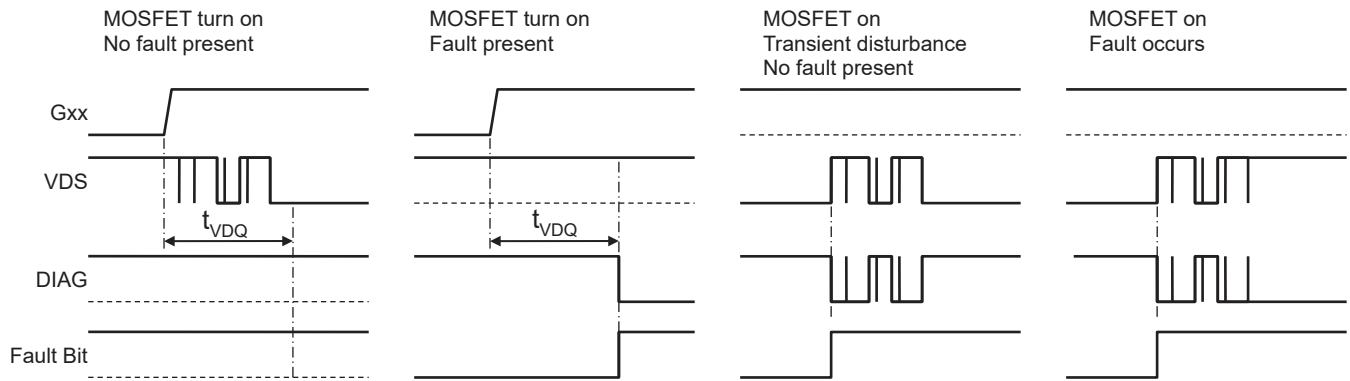 MOSFET turn on
No fault present
MOSFET turn on
Fault present
MOSFET on
Transient disturbance
No fault present
MOSFET on
Fault occurs
Gxx
VDS
tVDQ
tVDQ
DIAG
Fault Bit